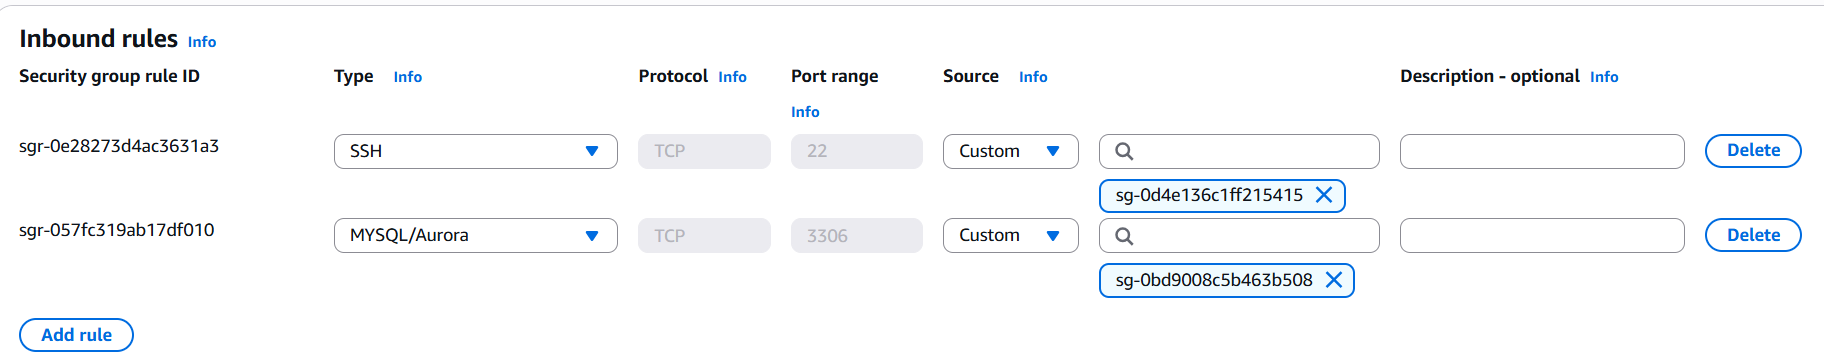 Inbound rules Info
Security group rule ID Type Info Protocol Info Port range Info Source Info Description - optional Info
sgr-0e28273d4ac3631a3 SSH TCP 22 Custom Delete
sg-0d4e136c1ff215415
sgr-057fc319ab17df010 MYSQL/Aurora TCP 3306 Custom Delete
sg-0bd9008c5b463b508
Add rule